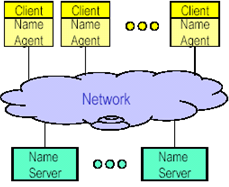 Client Client Client
Name Name Name
Agent Agent Agent
Network
Name Name
Server Server